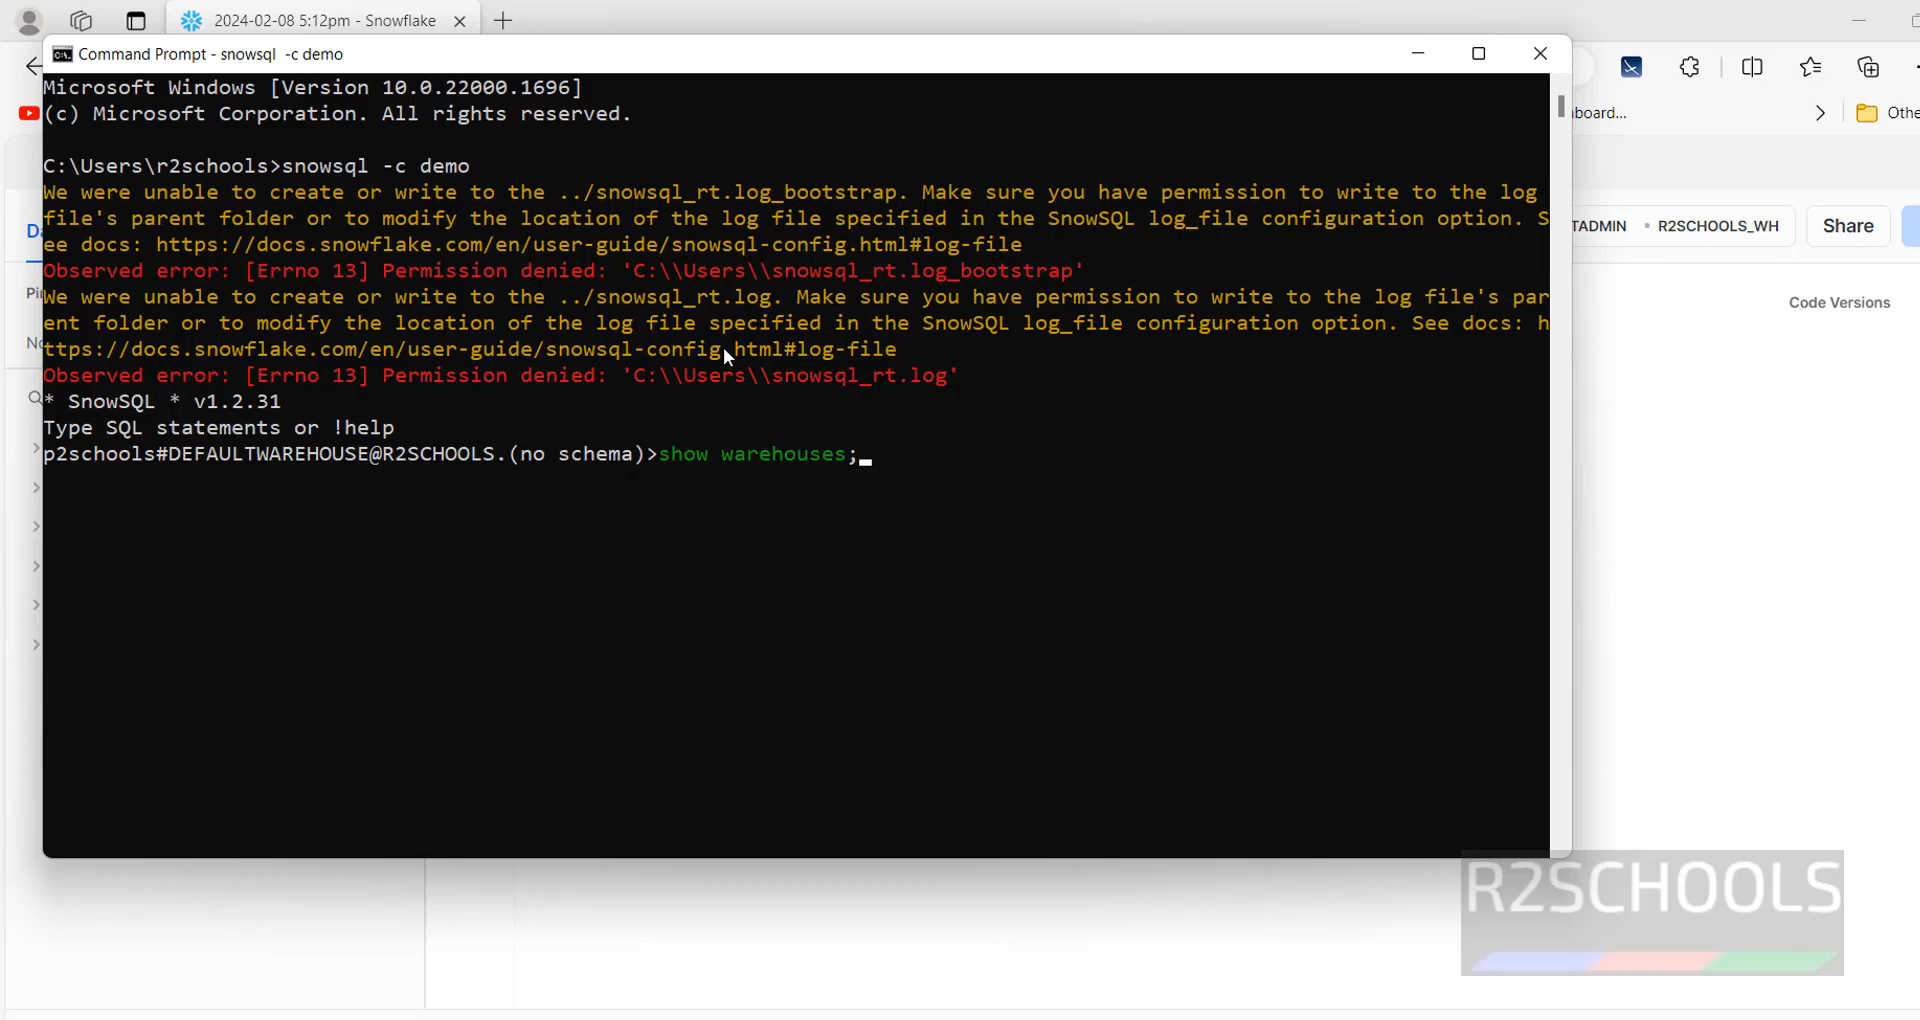 2024-02-08 5:12pm - Snowflake
Command Prompt - snowsql -c demo
Microsoft Windows [Version 10.0.22000.1696]
(c) Microsoft Corporation. All rights reserved.
board...
Othe
C:\Users\r2schools>snowsql -c demo
We were unable to create or write to the ../snowsql_rt.log_bootstrap. Make sure you have permission to write to the log
file's parent folder or to modify the location of the log file specified in the SnowSQL log_file configuration option. S
ee docs: https://docs.snowflake.com/en/user-guide/snowsql-config.html#log-file
Observed error: [Errno 13] Permission denied: 'C:\\Users\\snowsql_rt.log_bootstrap'
We were unable to create or write to the ../snowsql_rt.log. Make sure you have permission to write to the log file's par
ent folder or to modify the location of the log file specified in the SnowSQL log_file configuration option. See docs: h
ttps://docs.snowflake.com/en/user-guide/snowsql-config.html#log-file
Observed error: [Errno 13] Permission denied: 'C:\\Users\\snowsql_rt.log'
* SnowSQL * v1.2.31
Type SQL statements or !help
p2schools#DEFAULTWAREHOUSE@R2SCHOOLS.(no schema)>show warehouses;
TADMIN
R2SCHOOLS_WH
Share
Code Versions
Da
Pi
No
R2SCHOOLS